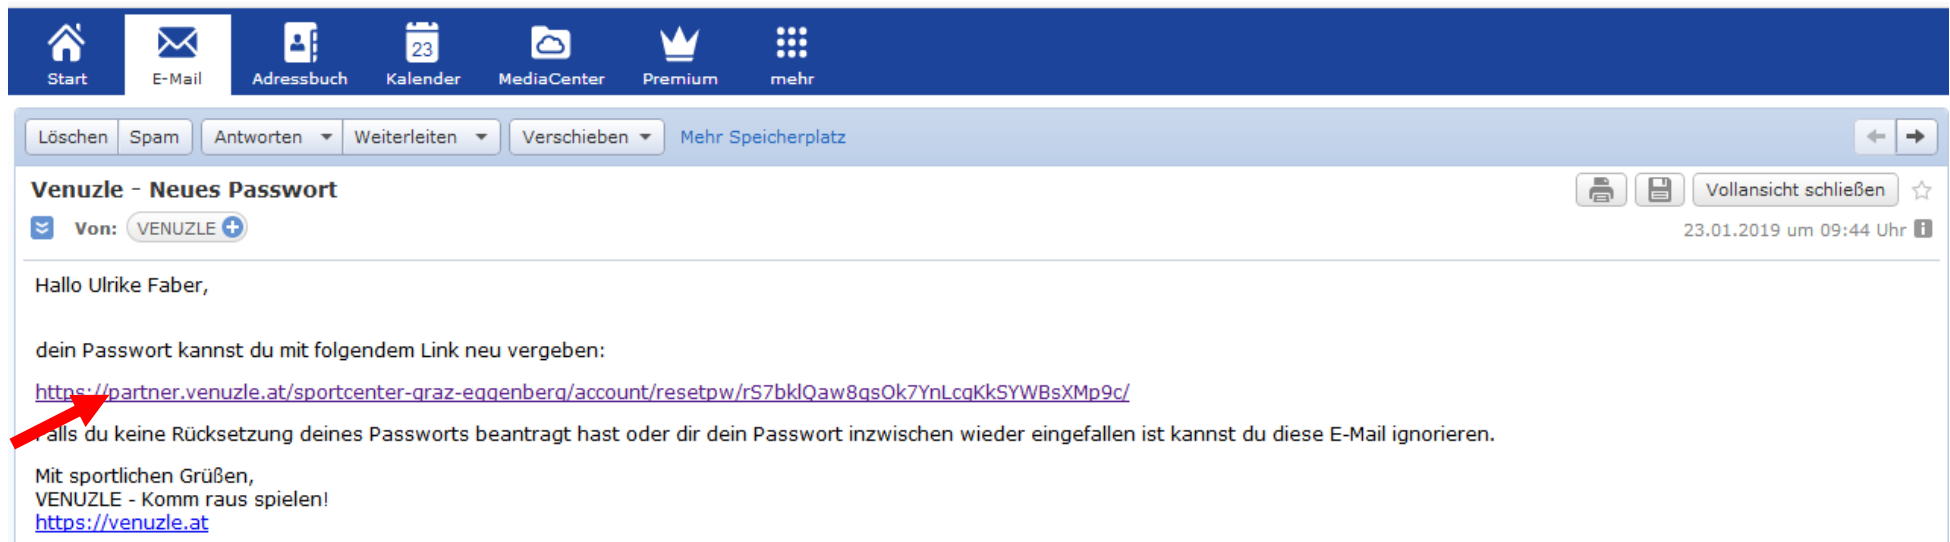 Start E-Mail Adressbuch 23 Kalender MediaCenter Premium mehr
Löschen Spam Antworten Weiterleiten Verschieben Mehr Speicherplatz
Venuzle - Neues Passwort Vollansicht schließen
Von: VENUZLE 23.01.2019 um 09:44 Uhr
Hallo Ulrike Faber,
dein Passwort kannst du mit folgendem Link neu vergeben:
https://partner.venuzle.at/sportcenter-graz-eggenberg/account/resetpw/rS7bklQaw8qsOk7YnLcgKkSYWBsXMp9c/
Falls du keine Rücksetzung deines Passworts beantragt hast oder dir dein Passwort inzwischen wieder eingefallen ist kannst du diese E-Mail ignorieren.
Mit sportlichen Grüßen,
VENUZLE - Komm raus spielen!
https://venuzle.at